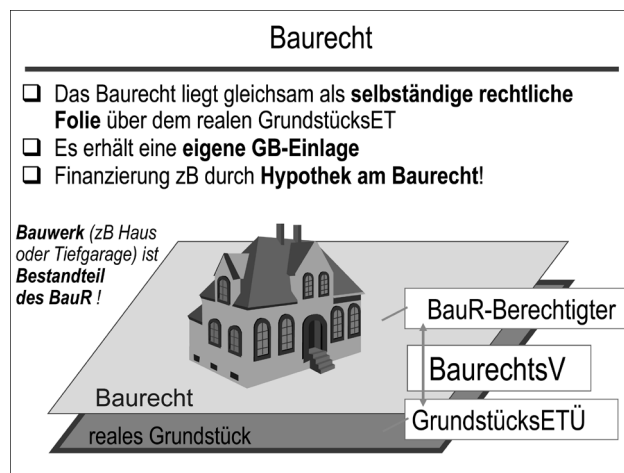 Baurecht
❑ Das Baurecht liegt gleichsam als selbständige rechtliche
Folie über dem realen GrundstücksET
❑ Es erhält eine eigene GB-Einlage
❑ Finanzierung zB durch Hypothek am Baurecht!
Bauwerk (zB Haus
oder Tiefgarage) ist
Bestandteil
des BauR !
BauR-Berechtigter
BaurechtsV
Baurecht
GrundstücksETÜ
reales Grundstück